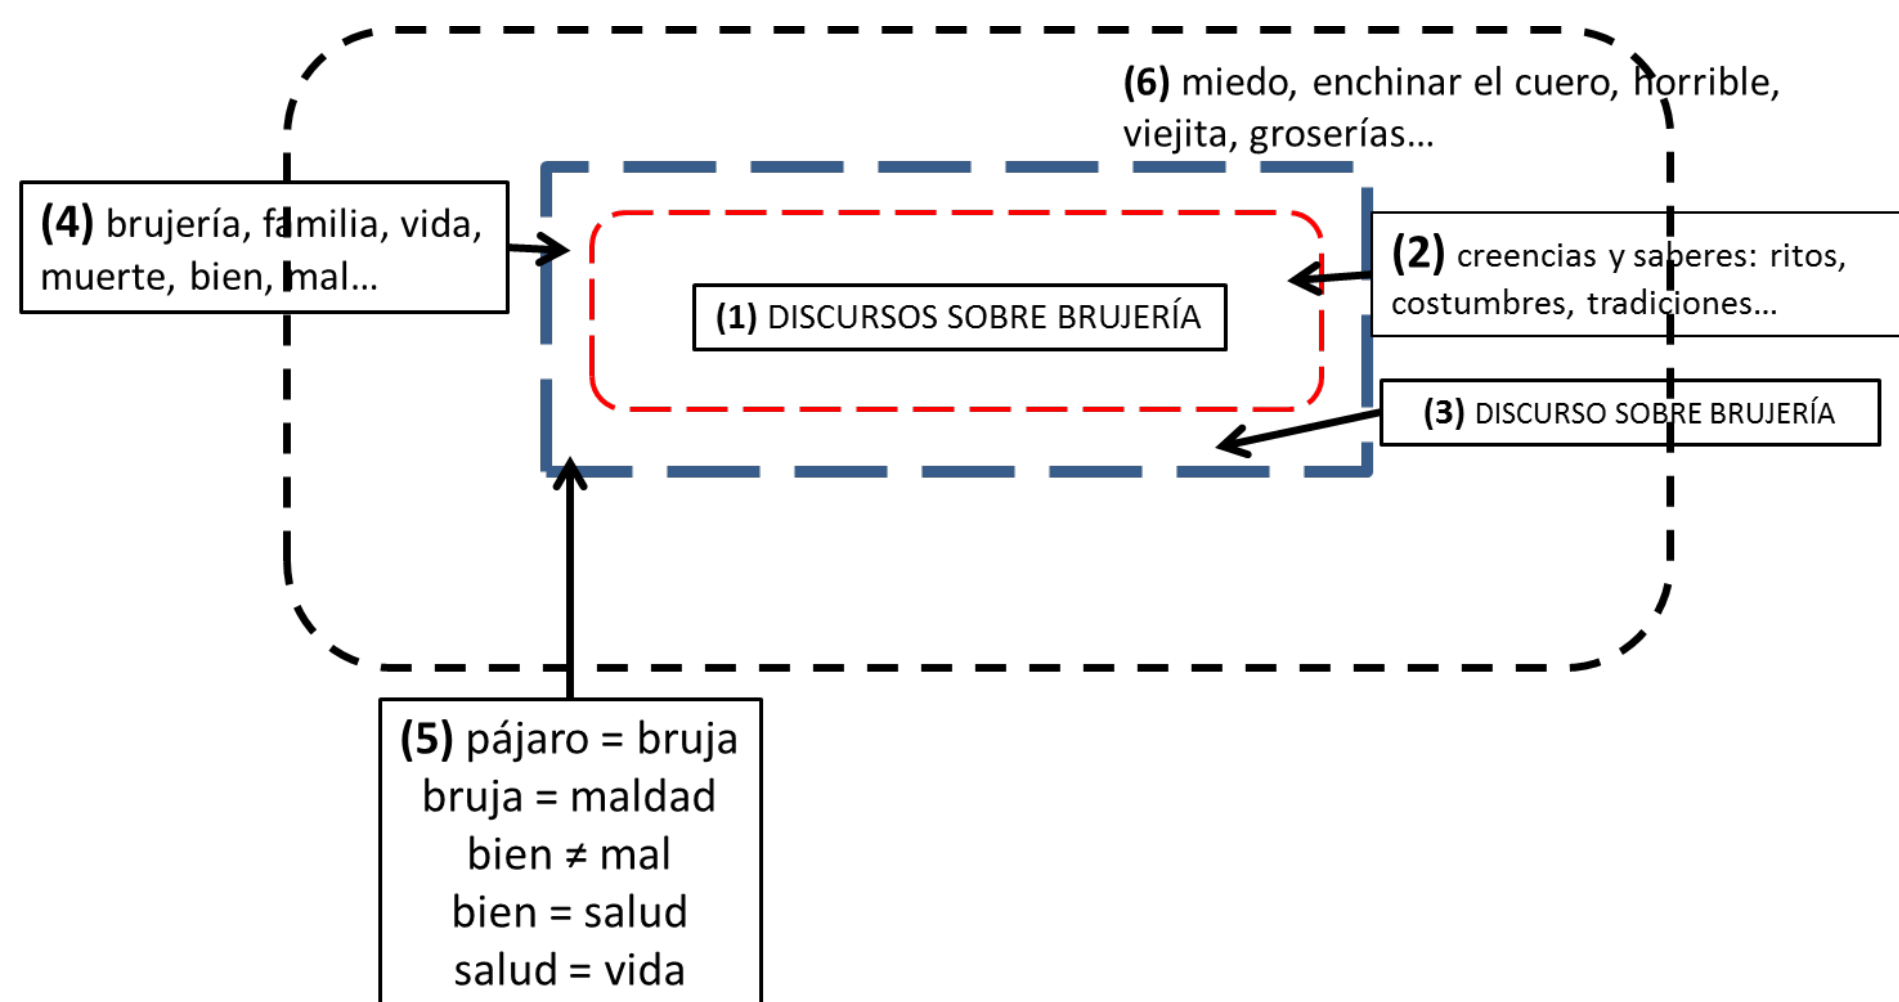 (6) miedo, enchinar el cuero, horrible,
viejita, groserías...
(4) brujería, familia, vida,
muerte, bien, mal...
(2) creencias y saberes: ritos,
costumbres, tradiciones...
(1) DISCURSOS SOBRE BRUJERÍA
(3) DISCURSO SOBRE BRUJERÍA
(5) pájaro = bruja
bruja = maldad
bien ≠ mal
bien = salud
salud = vida